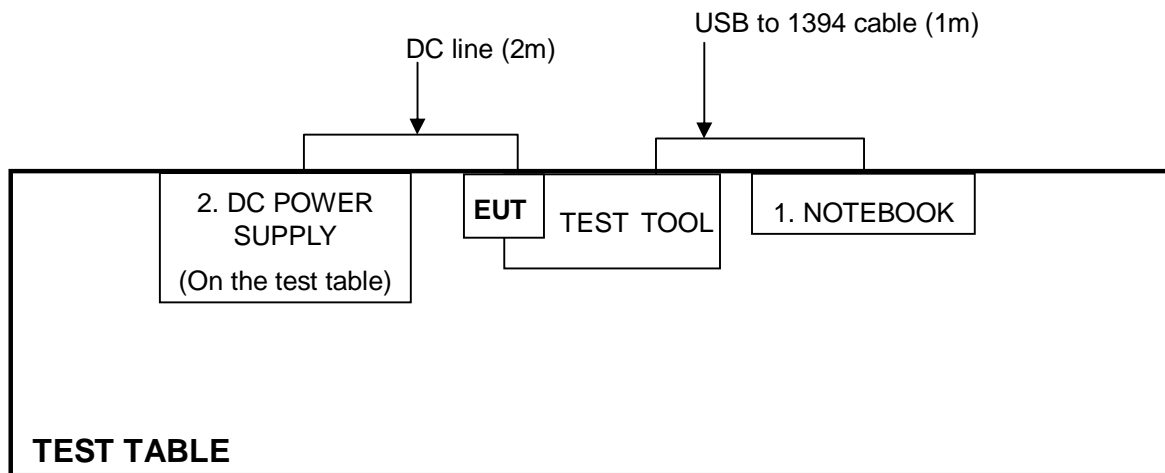 USB to 1394 cable (1m)
DC line (2m)
2. DC POWER
SUPPLY
(On the test table)
EUT
TEST TOOL
1. NOTEBOOK
TEST TABLE